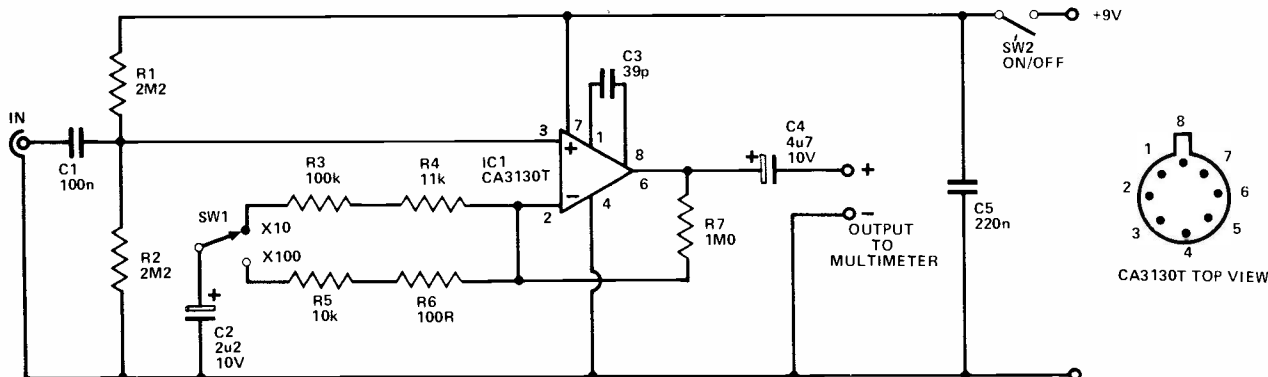 +9V
SW2
ON/OFF
C3
39p
R1
2M2
IN
C1
100n
3
7
1
+
IC1
CA3130T
8
6
−
2
4
R3
100k
R4
11k
C4
4u7
10V
+
+
−
OUTPUT
TO
MULTIMETER
R7
1M0
C5
220n
SW1
X10
X100
R2
2M2
R5
10k
R6
100R
+
C2
2u2
10V
8
1
7
2
6
3
5
4
CA3130T TOP VIEW